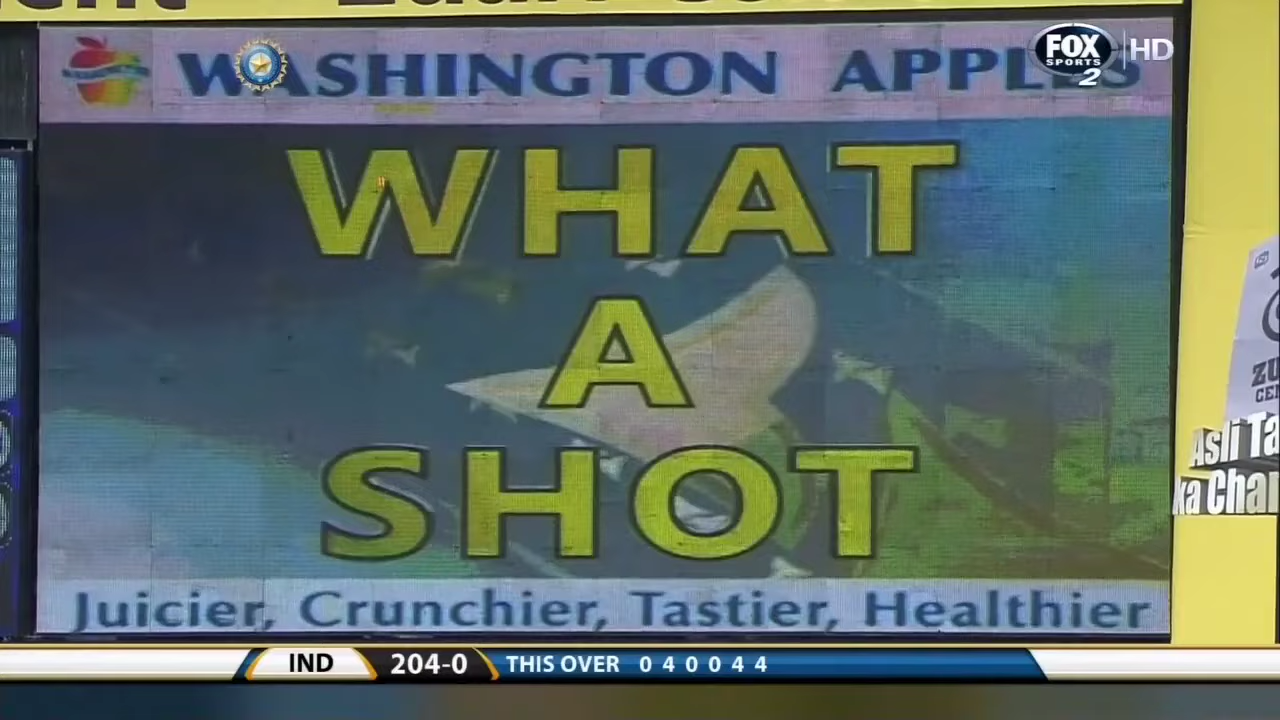 WASHINGTON APPLES
FOX
SPORTS
2
HD
WHAT
A
SHOT
Juicier, Crunchier, Tastier, Healthier
Asli Ta
ka Cha
IND 204-0 THIS OVER 0 4 0 0 4 4